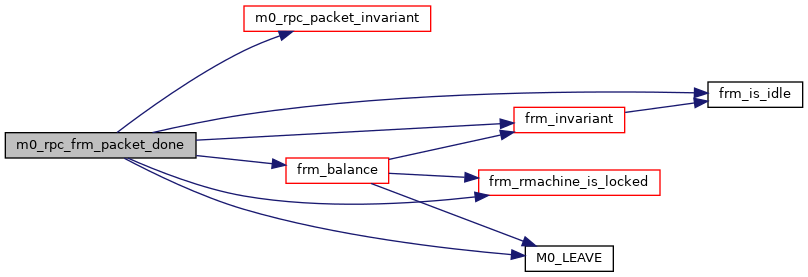 m0_rpc_packet_invariant
frm_is_idle
frm_invariant
m0_rpc_frm_packet_done
frm_balance
frm_rmachine_is_locked
M0_LEAVE